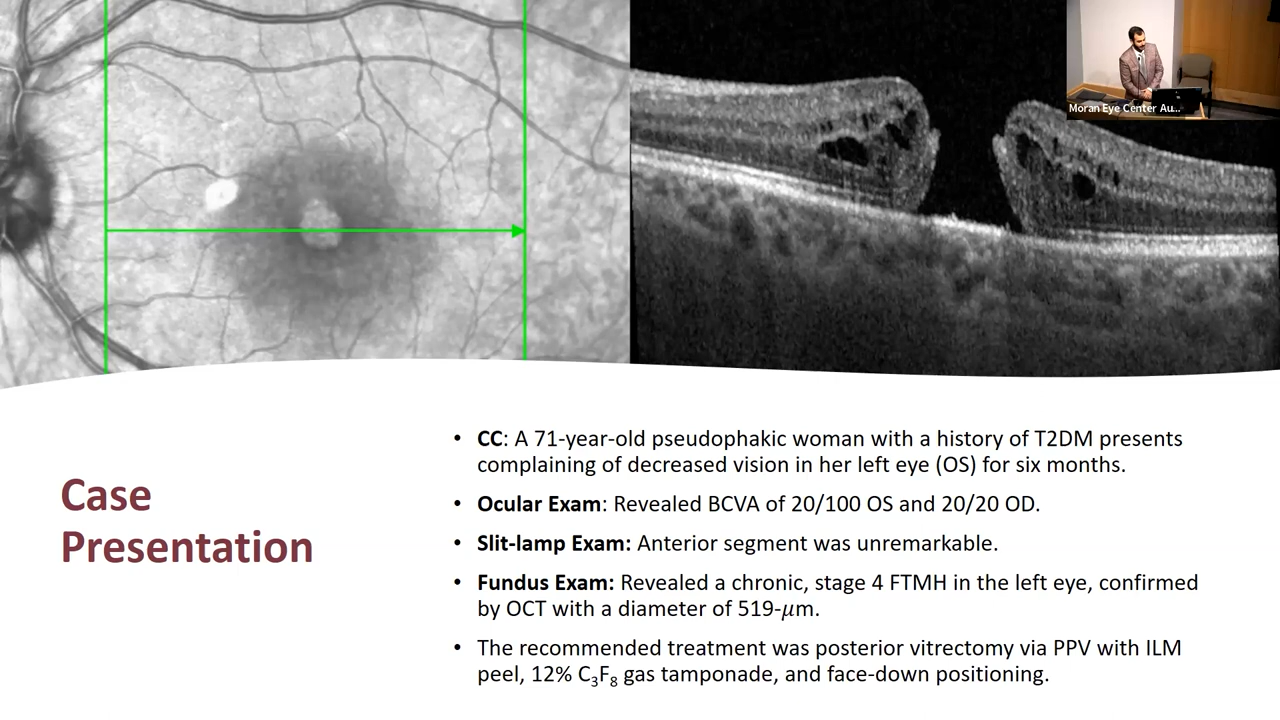 Moran Eye Center Au...
Case
Presentation
• CC: A 71-year-old pseudophakic woman with a history of T2DM presents
complaining of decreased vision in her left eye (OS) for six months.
• Ocular Exam: Revealed BCVA of 20/100 OS and 20/20 OD.
• Slit-lamp Exam: Anterior segment was unremarkable.
• Fundus Exam: Revealed a chronic, stage 4 FTMH in the left eye, confirmed
by OCT with a diameter of 519-𝜇m.
• The recommended treatment was posterior vitrectomy via PPV with ILM
peel, 12% C₃F₈ gas tamponade, and face-down positioning.